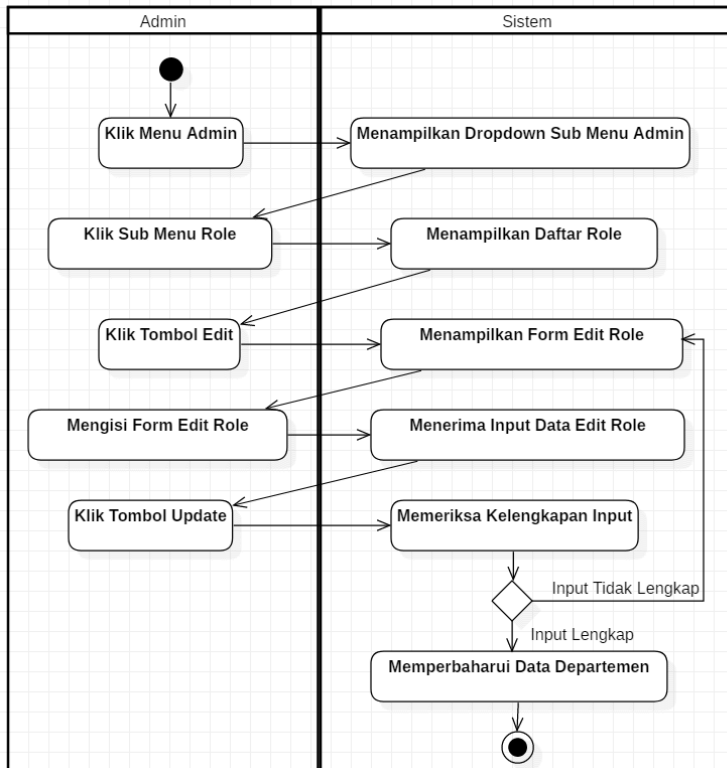 Admin
Sistem
Klik Menu Admin
Menampilkan Dropdown Sub Menu Admin
Klik Sub Menu Role
Menampilkan Daftar Role
Klik Tombol Edit
Menampilkan Form Edit Role
Mengisi Form Edit Role
Menerima Input Data Edit Role
Klik Tombol Update
Memeriksa Kelengkapan Input
Input Tidak Lengkap
Input Lengkap
Memperbaharui Data Departemen